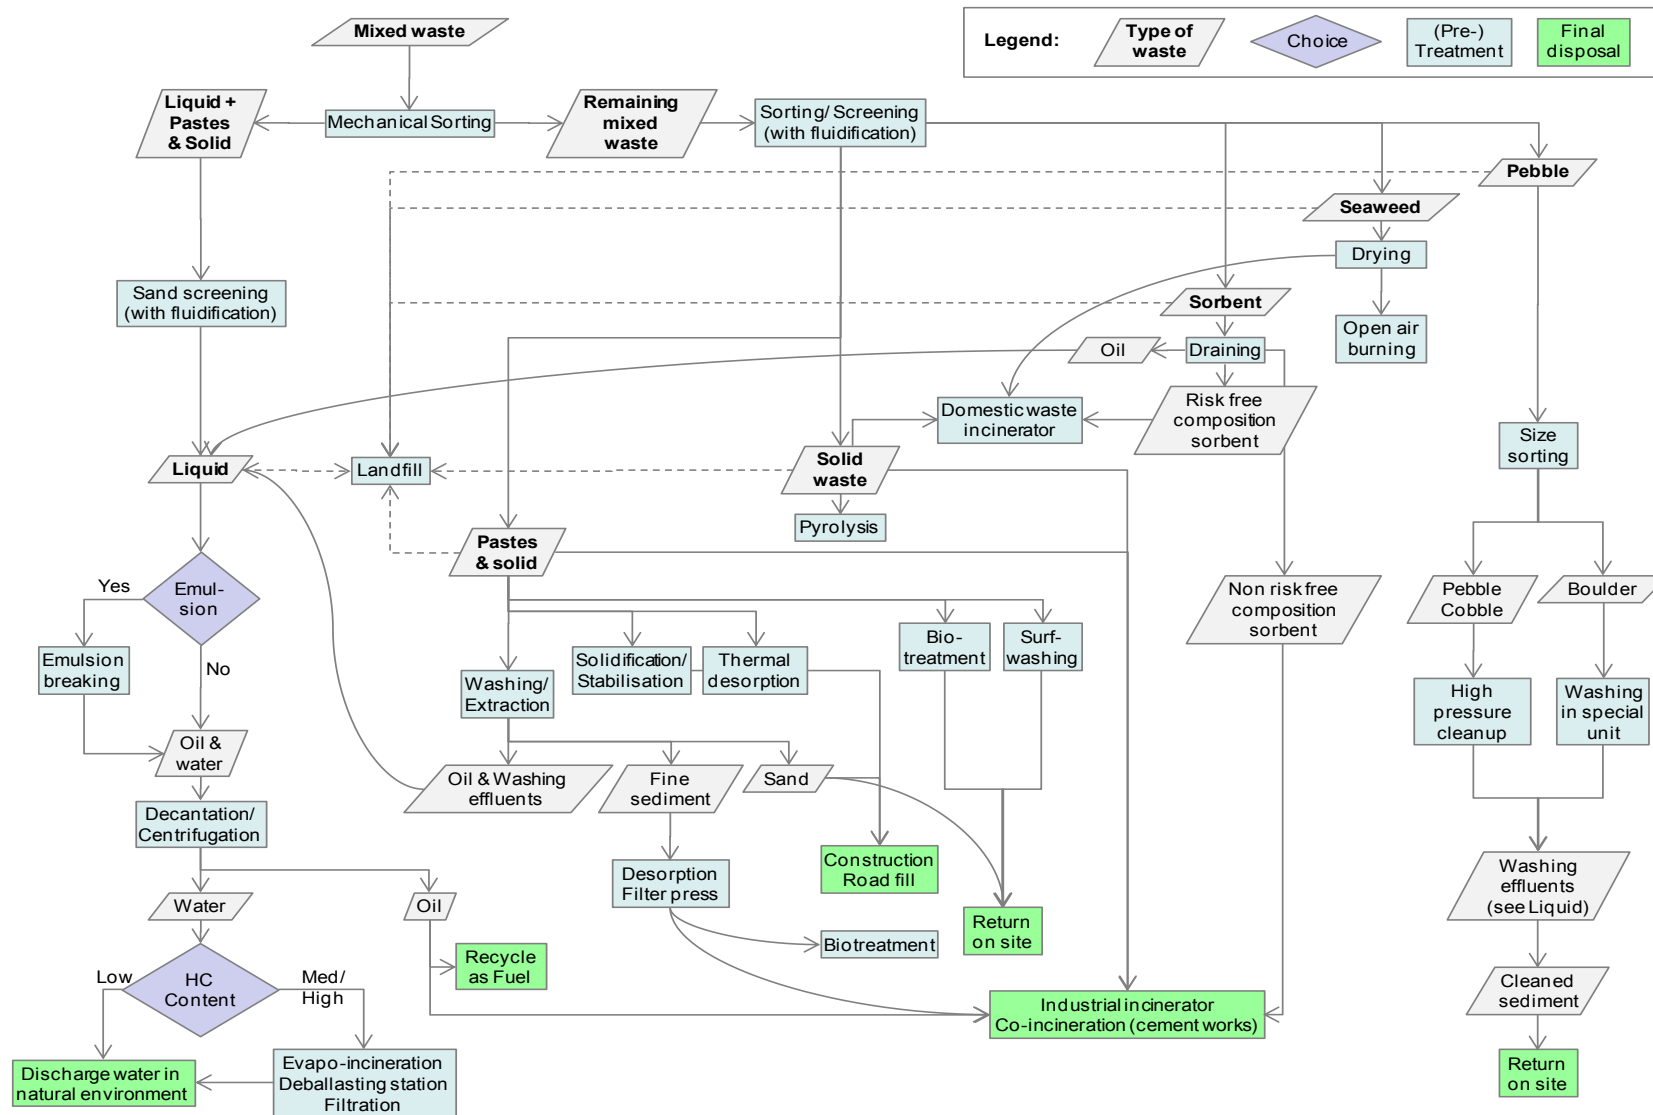 Mixed waste
Legend:
Type of
waste
Choice
(Pre-)
Treatment
Final
disposal
Liquid +
Pastes
& Solid
Mechanical Sorting
Remaining
mixed
waste
Sorting/ Screening
(with fluidification)
Pebble
Seaweed
Drying
Sand screening
(with fluidification)
Sorbent
Open air
burning
Oil
Draining
Domestic waste
incinerator
Risk free
composition
sorbent
Size
sorting
Liquid
Landfill
Solid
waste
Pyrolysis
Pastes
& solid
Yes
Emul-
sion
No
Emulsion
breaking
Washing/
Extraction
Solidification/
Stabilisation
Thermal
desorption
Bio-
treatment
Surf-
washing
Non risk free
composition
sorbent
Pebble
Cobble
Boulder
High
pressure
cleanup
Washing
in special
unit
Oil &
water
Oil & Washing
effluents
Fine
sediment
Sand
Decantation/
Centrifugation
Desorption
Filter press
Construction
Road fill
Washing
effluents
(see Liquid)
Water
Oil
Recycle
as Fuel
Biotreatment
Return
on site
Low
HC
Content
Med/
High
Industrial incinerator
Co-incineration (cement works)
Cleaned
sediment
Discharge water in
natural environment
Evapo-incineration
Deballasting station
Filtration
Return
on site